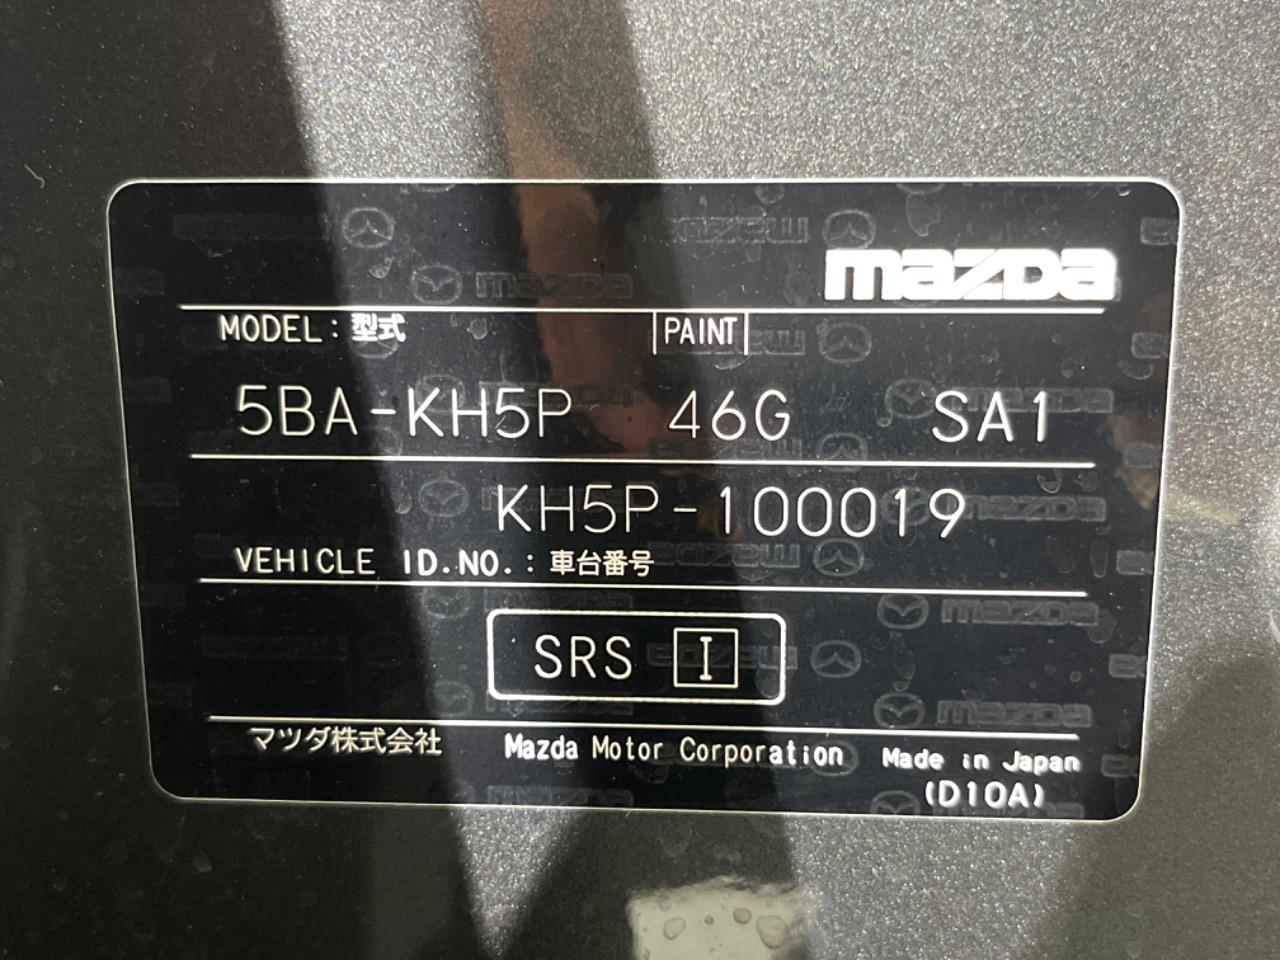 mazda
MODEL : 型式 PAINT
5BA-KH5P 46G SA1
KH5P-100019
VEHICLE ID.NO. : 車台番号
SRS I
マツダ株式会社 Mazda Motor Corporation Made in Japan
(D10A)